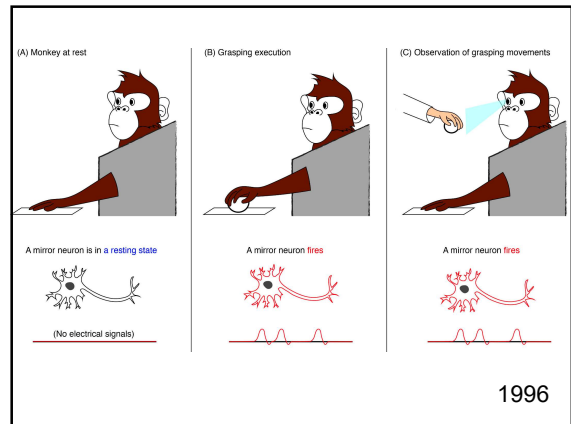 (A) Monkey at rest
(B) Grasping execution
(C) Observation of grasping movements
A mirror neuron is in a resting state
A mirror neuron fires
A mirror neuron fires
(No electrical signals)
1996